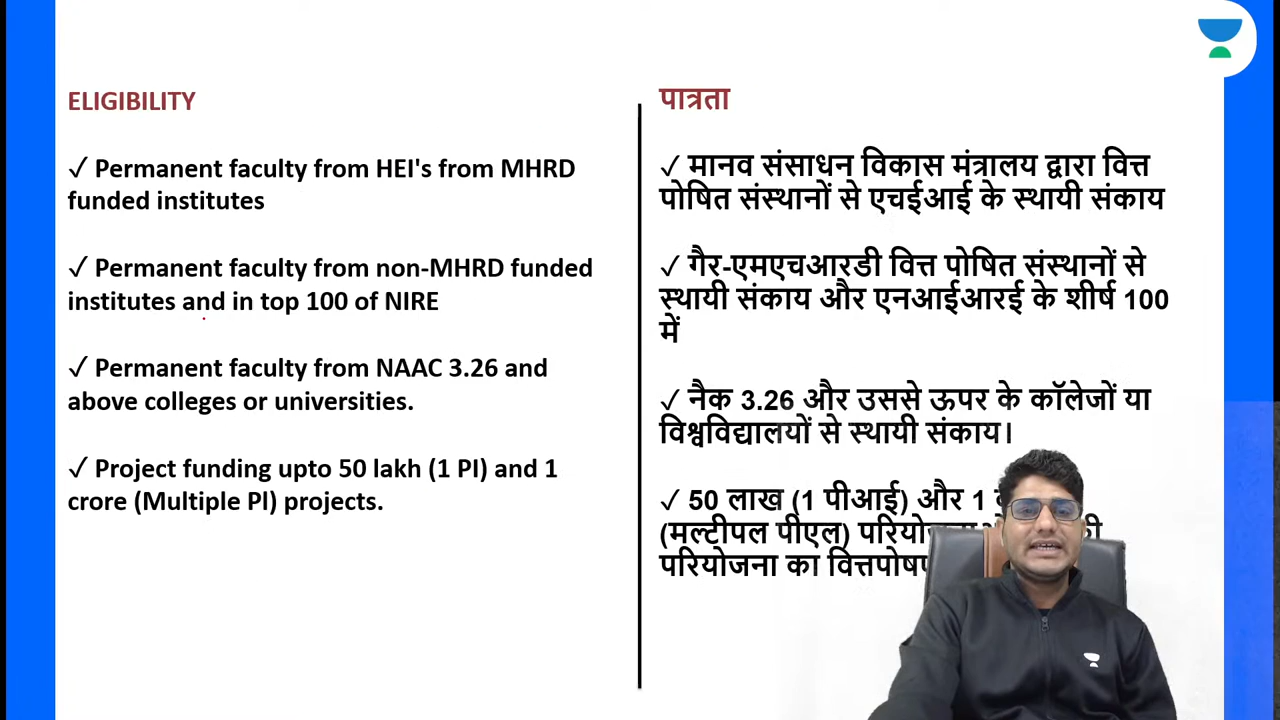 ELIGIBILITY
✓ Permanent faculty from HEI's from MHRD
funded institutes
✓ Permanent faculty from non-MHRD funded
institutes and in top 100 of NIRE
✓ Permanent faculty from NAAC 3.26 and
above colleges or universities.
✓ Project funding upto 50 lakh (1 PI) and 1
crore (Multiple Pl) projects.
पात्रता
✓ मानव संसाधन विकास मंत्रालय द्वारा वित्त
पोषित संस्थानों से एचईआई के स्थायी संकाय
✓ गैर-एमएचआरडी वित्त पोषित संस्थानों से
स्थायी संकाय और एनआईआरई के शीर्ष 100
में
✓ नैक 3.26 और उससे ऊपर के कॉलेजों या
विश्वविद्यालयों से स्थायी संकाय।
✓ 50 लाख (1 पीआई) और 1
(मल्टीपल पीएल)
परियोजना का